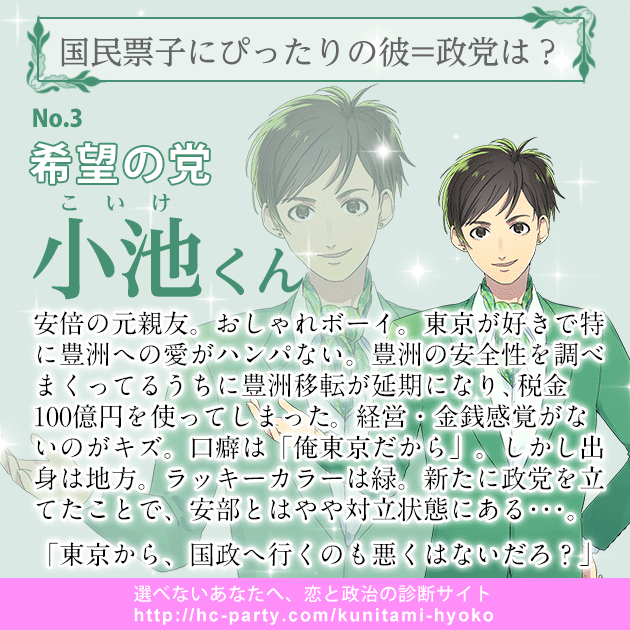 国民票子にぴったりの彼=政党は？
No.3
希望の党
こいけ
小池くん
安倍の元親友。おしゃれボーイ。東京が好きで特
に豊洲への愛がハンパない。豊洲の安全性を調べ
まくってるうちに豊洲移転が延期になり､税金
100億円を使ってしまった。経営・金銭感覚がな
いのがキズ。口癖は「俺東京だから」。しかし出
身は地方。ラッキーカラーは緑。新たに政党を立
てたことで、安部とはやや対立状態にある･･･。
「東京から、国政へ行くのも悪くはないだろ？」
選べないあなたへ、恋と政治の診断サイト
http://hc-party.com/kunitami-hyoko